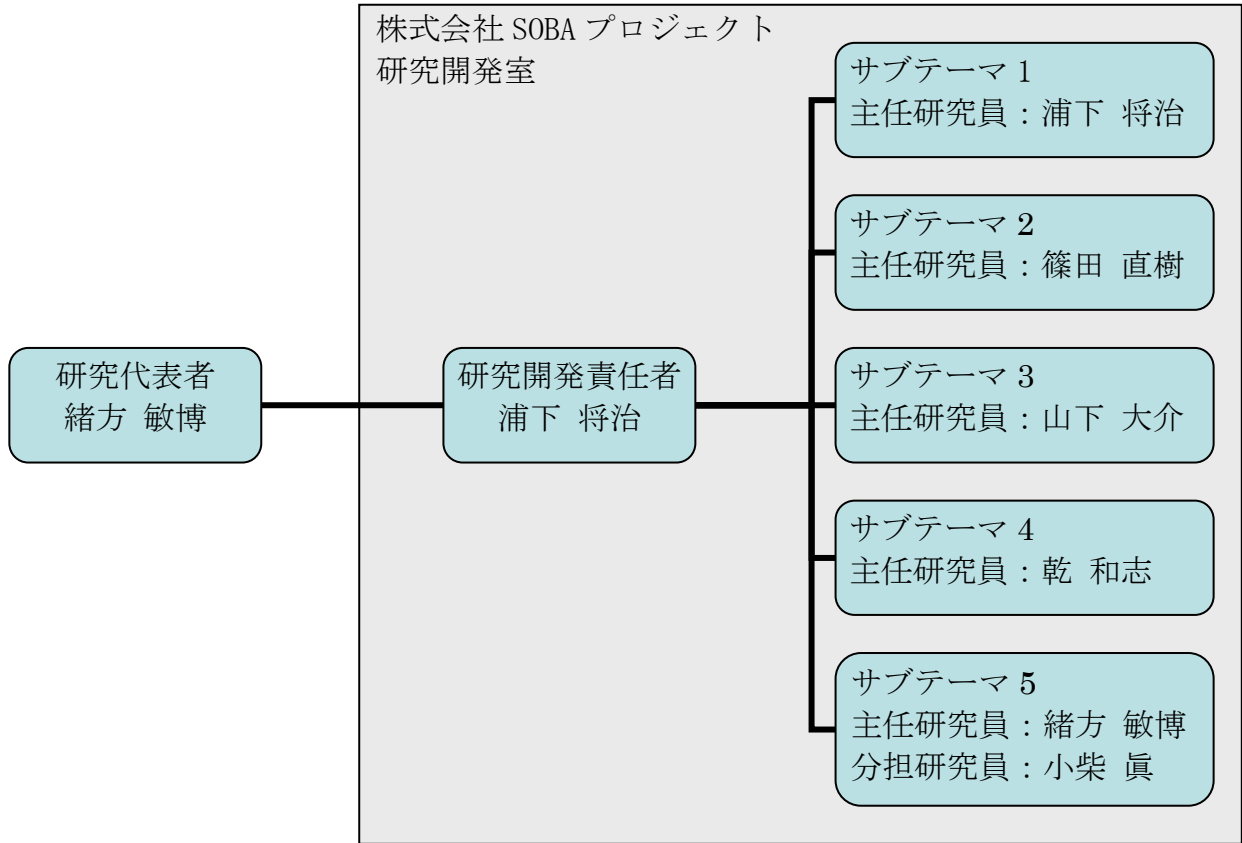 株式会社 SOBA プロジェクト
研究開発室
研究代表者
緒方 敏博
研究開発責任者
浦下 将治
サブテーマ 1
主任研究員：浦下 将治
サブテーマ 2
主任研究員：篠田 直樹
サブテーマ 3
主任研究員：山下 大介
サブテーマ 4
主任研究員：乾 和志
サブテーマ 5
主任研究員：緒方 敏博
分担研究員：小柴 眞